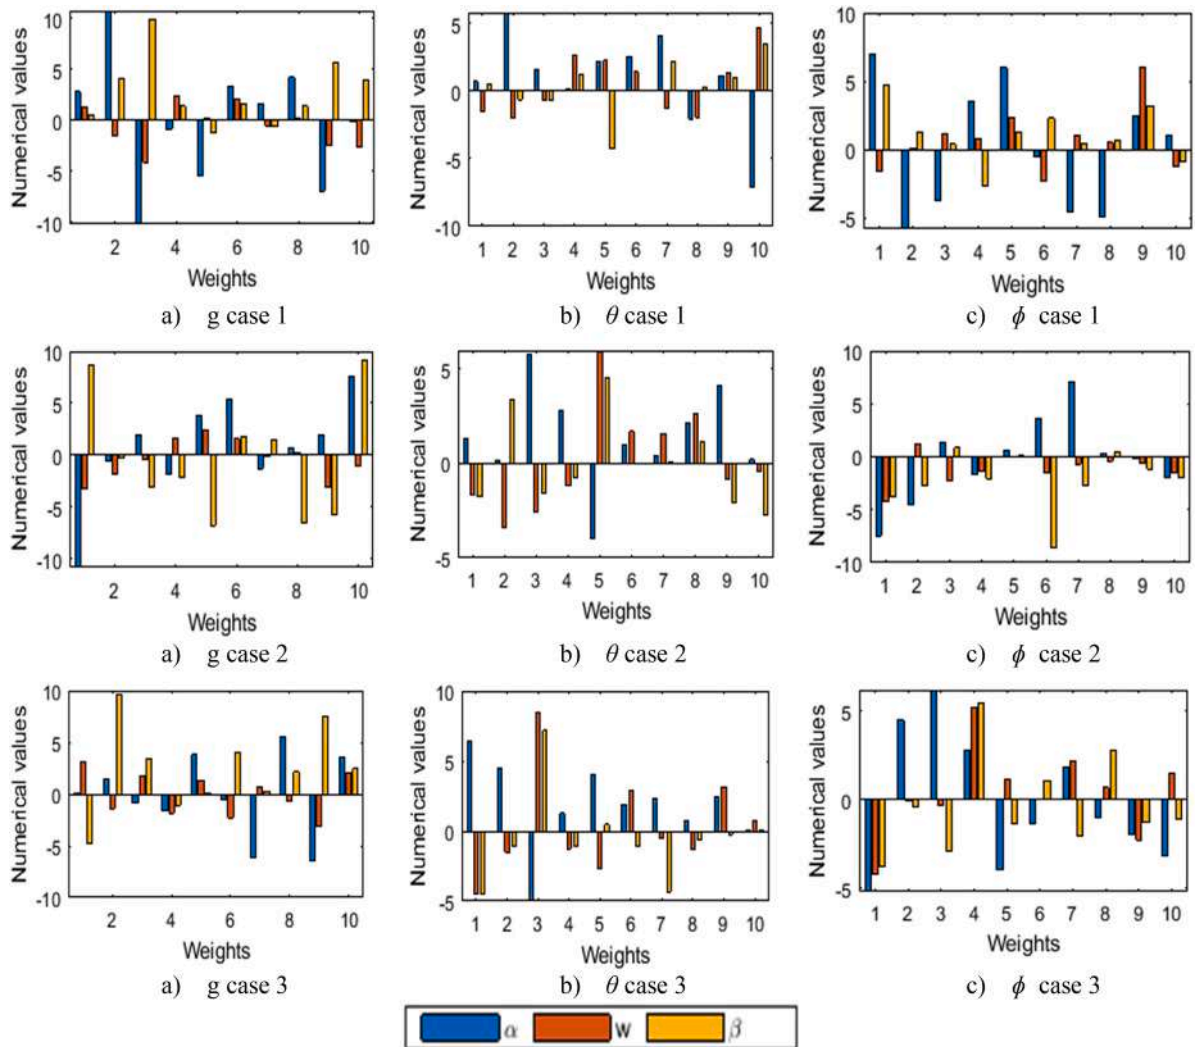 Numerical values
10
5
0
-5
-10
2 4 6 8 10
Weights
a) g case 1
Numerical values
5
0
-5
-10
1 2 3 4 5 6 7 8 9 10
Weights
b) θ case 1
Numerical values
10
5
0
-5
1 2 3 4 5 6 7 8 9 10
Weights
c) ϕ case 1
Numerical values
10
5
0
-5
-10
2 4 6 8 10
Weights
a) g case 2
Numerical values
5
0
-5
1 2 3 4 5 6 7 8 9 10
Weights
b) θ case 2
Numerical values
10
5
0
-5
-10
1 2 3 4 5 6 7 8 9 10
Weights
c) ϕ case 2
Numerical values
10
5
0
-5
-10
2 4 6 8 10
Weights
a) g case 3
Numerical values
10
5
0
-5
1 2 3 4 5 6 7 8 9 10
Weights
b) θ case 3
Numerical values
5
0
-5
1 2 3 4 5 6 7 8 9 10
Weights
c) ϕ case 3
α w β